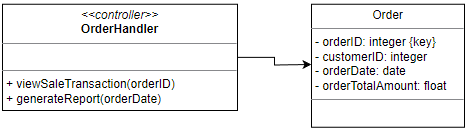 <<controller>>
OrderHandler
+ viewSaleTransaction(orderID)
+ generateReport(orderDate)
Order
- orderID: integer {key}
- customerID: integer
- orderDate: date
- orderTotalAmount: float